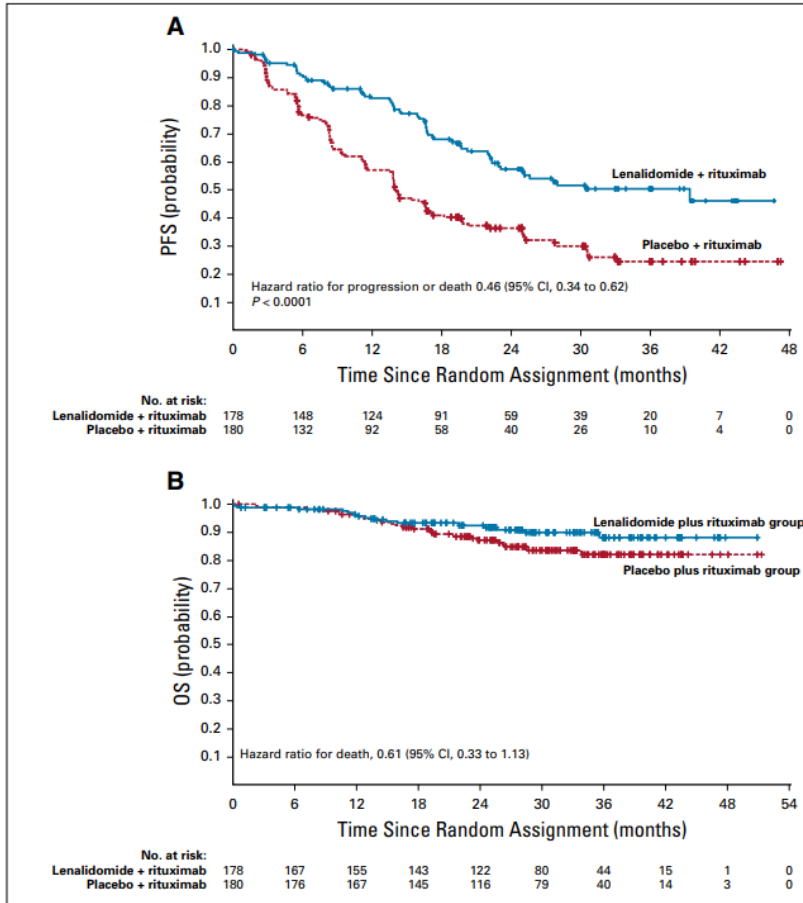 A
1.0
0.9
0.8
0.7
0.6
0.5
0.4
0.3
0.2
0.1
PFS (probability)
Lenalidomide + rituximab
Placebo + rituximab
Hazard ratio for progression or death 0.46 (95% CI, 0.34 to 0.62)
P < 0.0001
0 6 12 18 24 30 36 42 48
Time Since Random Assignment (months)
No. at risk:
Lenalidomide + rituximab 178 148 124 91 59 39 20 7 0
Placebo + rituximab 180 132 92 58 40 26 10 4 0
B
1.0
0.9
0.8
0.7
0.6
0.5
0.4
0.3
0.2
0.1
OS (probability)
Lenalidomide plus rituximab group
Placebo plus rituximab group
Hazard ratio for death, 0.61 (95% CI, 0.33 to 1.13)
0 6 12 18 24 30 36 42 48 54
Time Since Random Assignment (months)
No. at risk:
Lenalidomide + rituximab 178 167 155 143 122 80 44 15 1 0
Placebo + rituximab 180 176 167 145 116 79 40 14 3 0